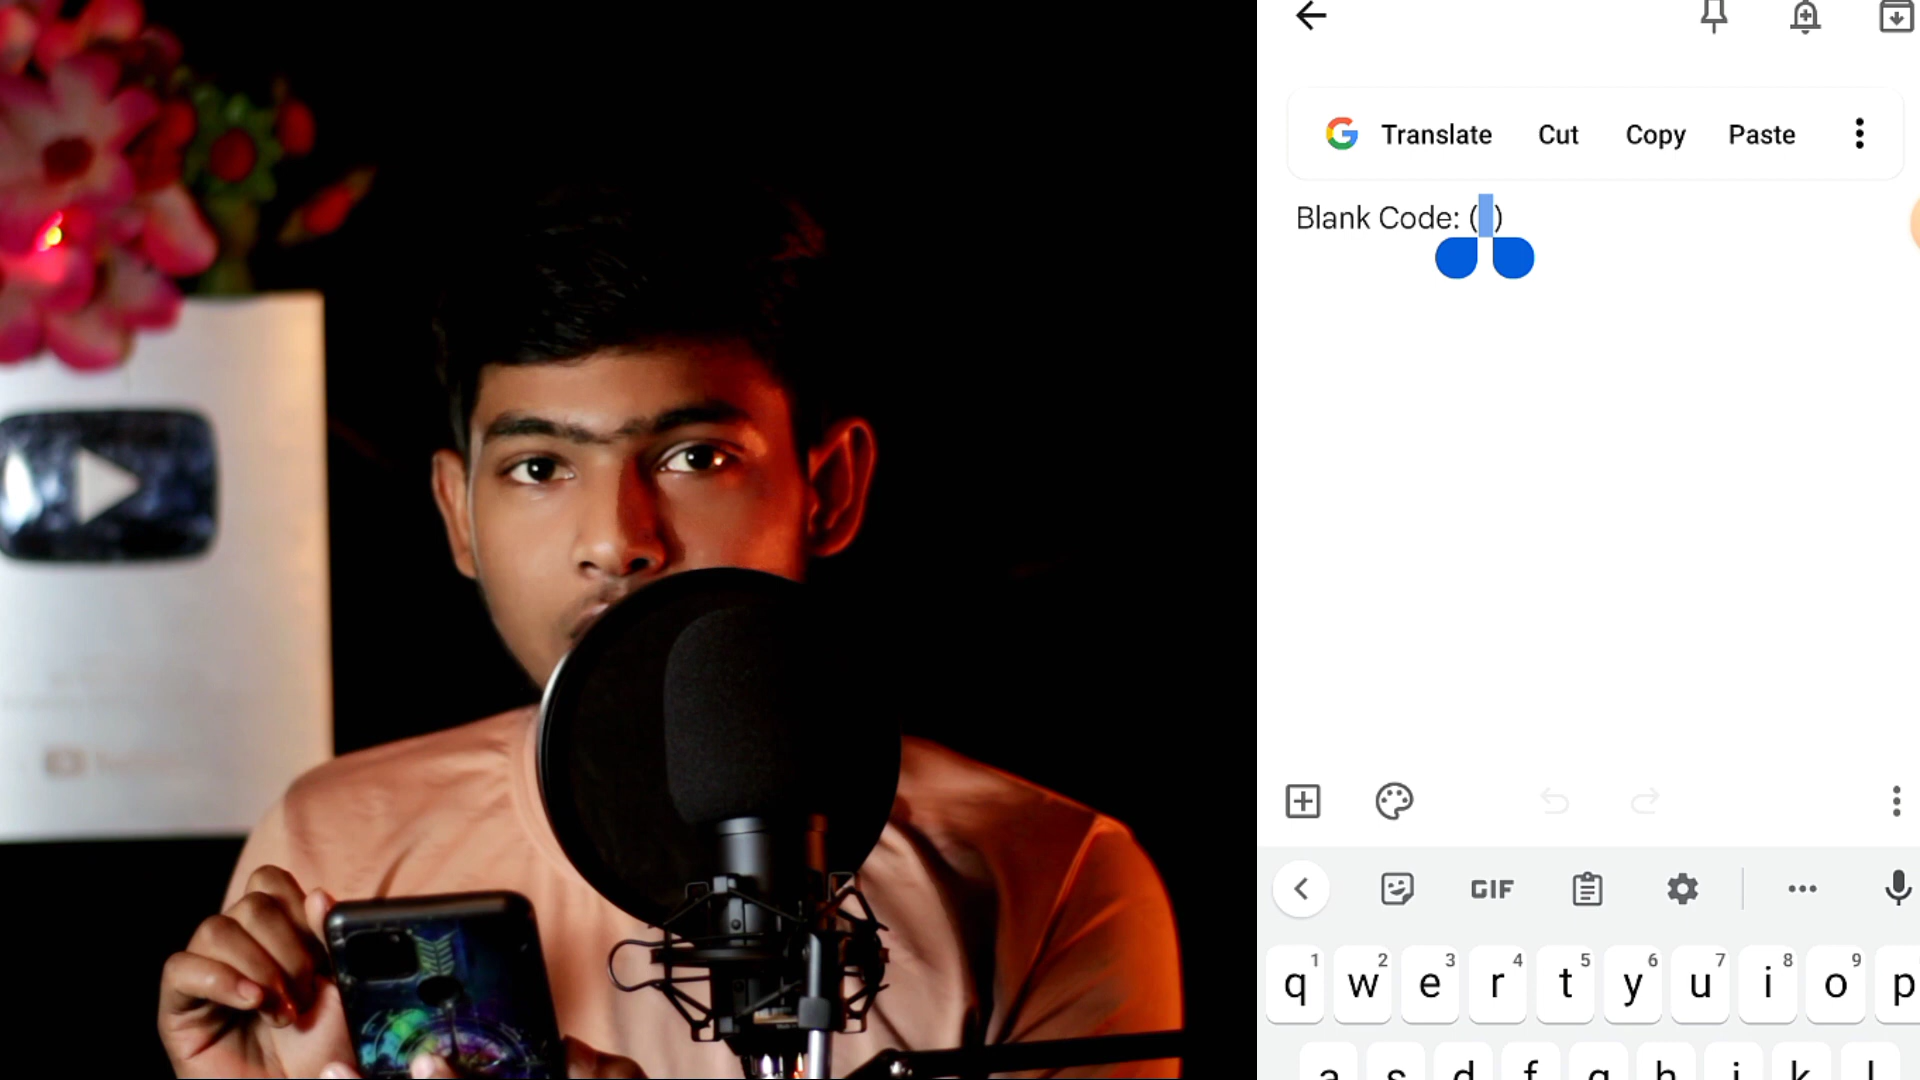 Translate Cut Copy Paste
Blank Code: ( )
GIF
1 2 3 4 5 6 7 8 9
q w e r t y u i o p
a s d f g h j k l